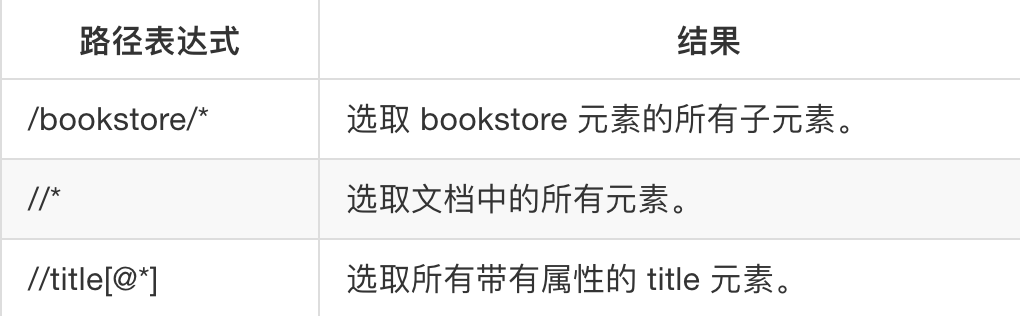 路径表达式 结果
/bookstore/* 选取 bookstore 元素的所有子元素。
//* 选取文档中的所有元素。
//title[@*] 选取所有带有属性的 title 元素。